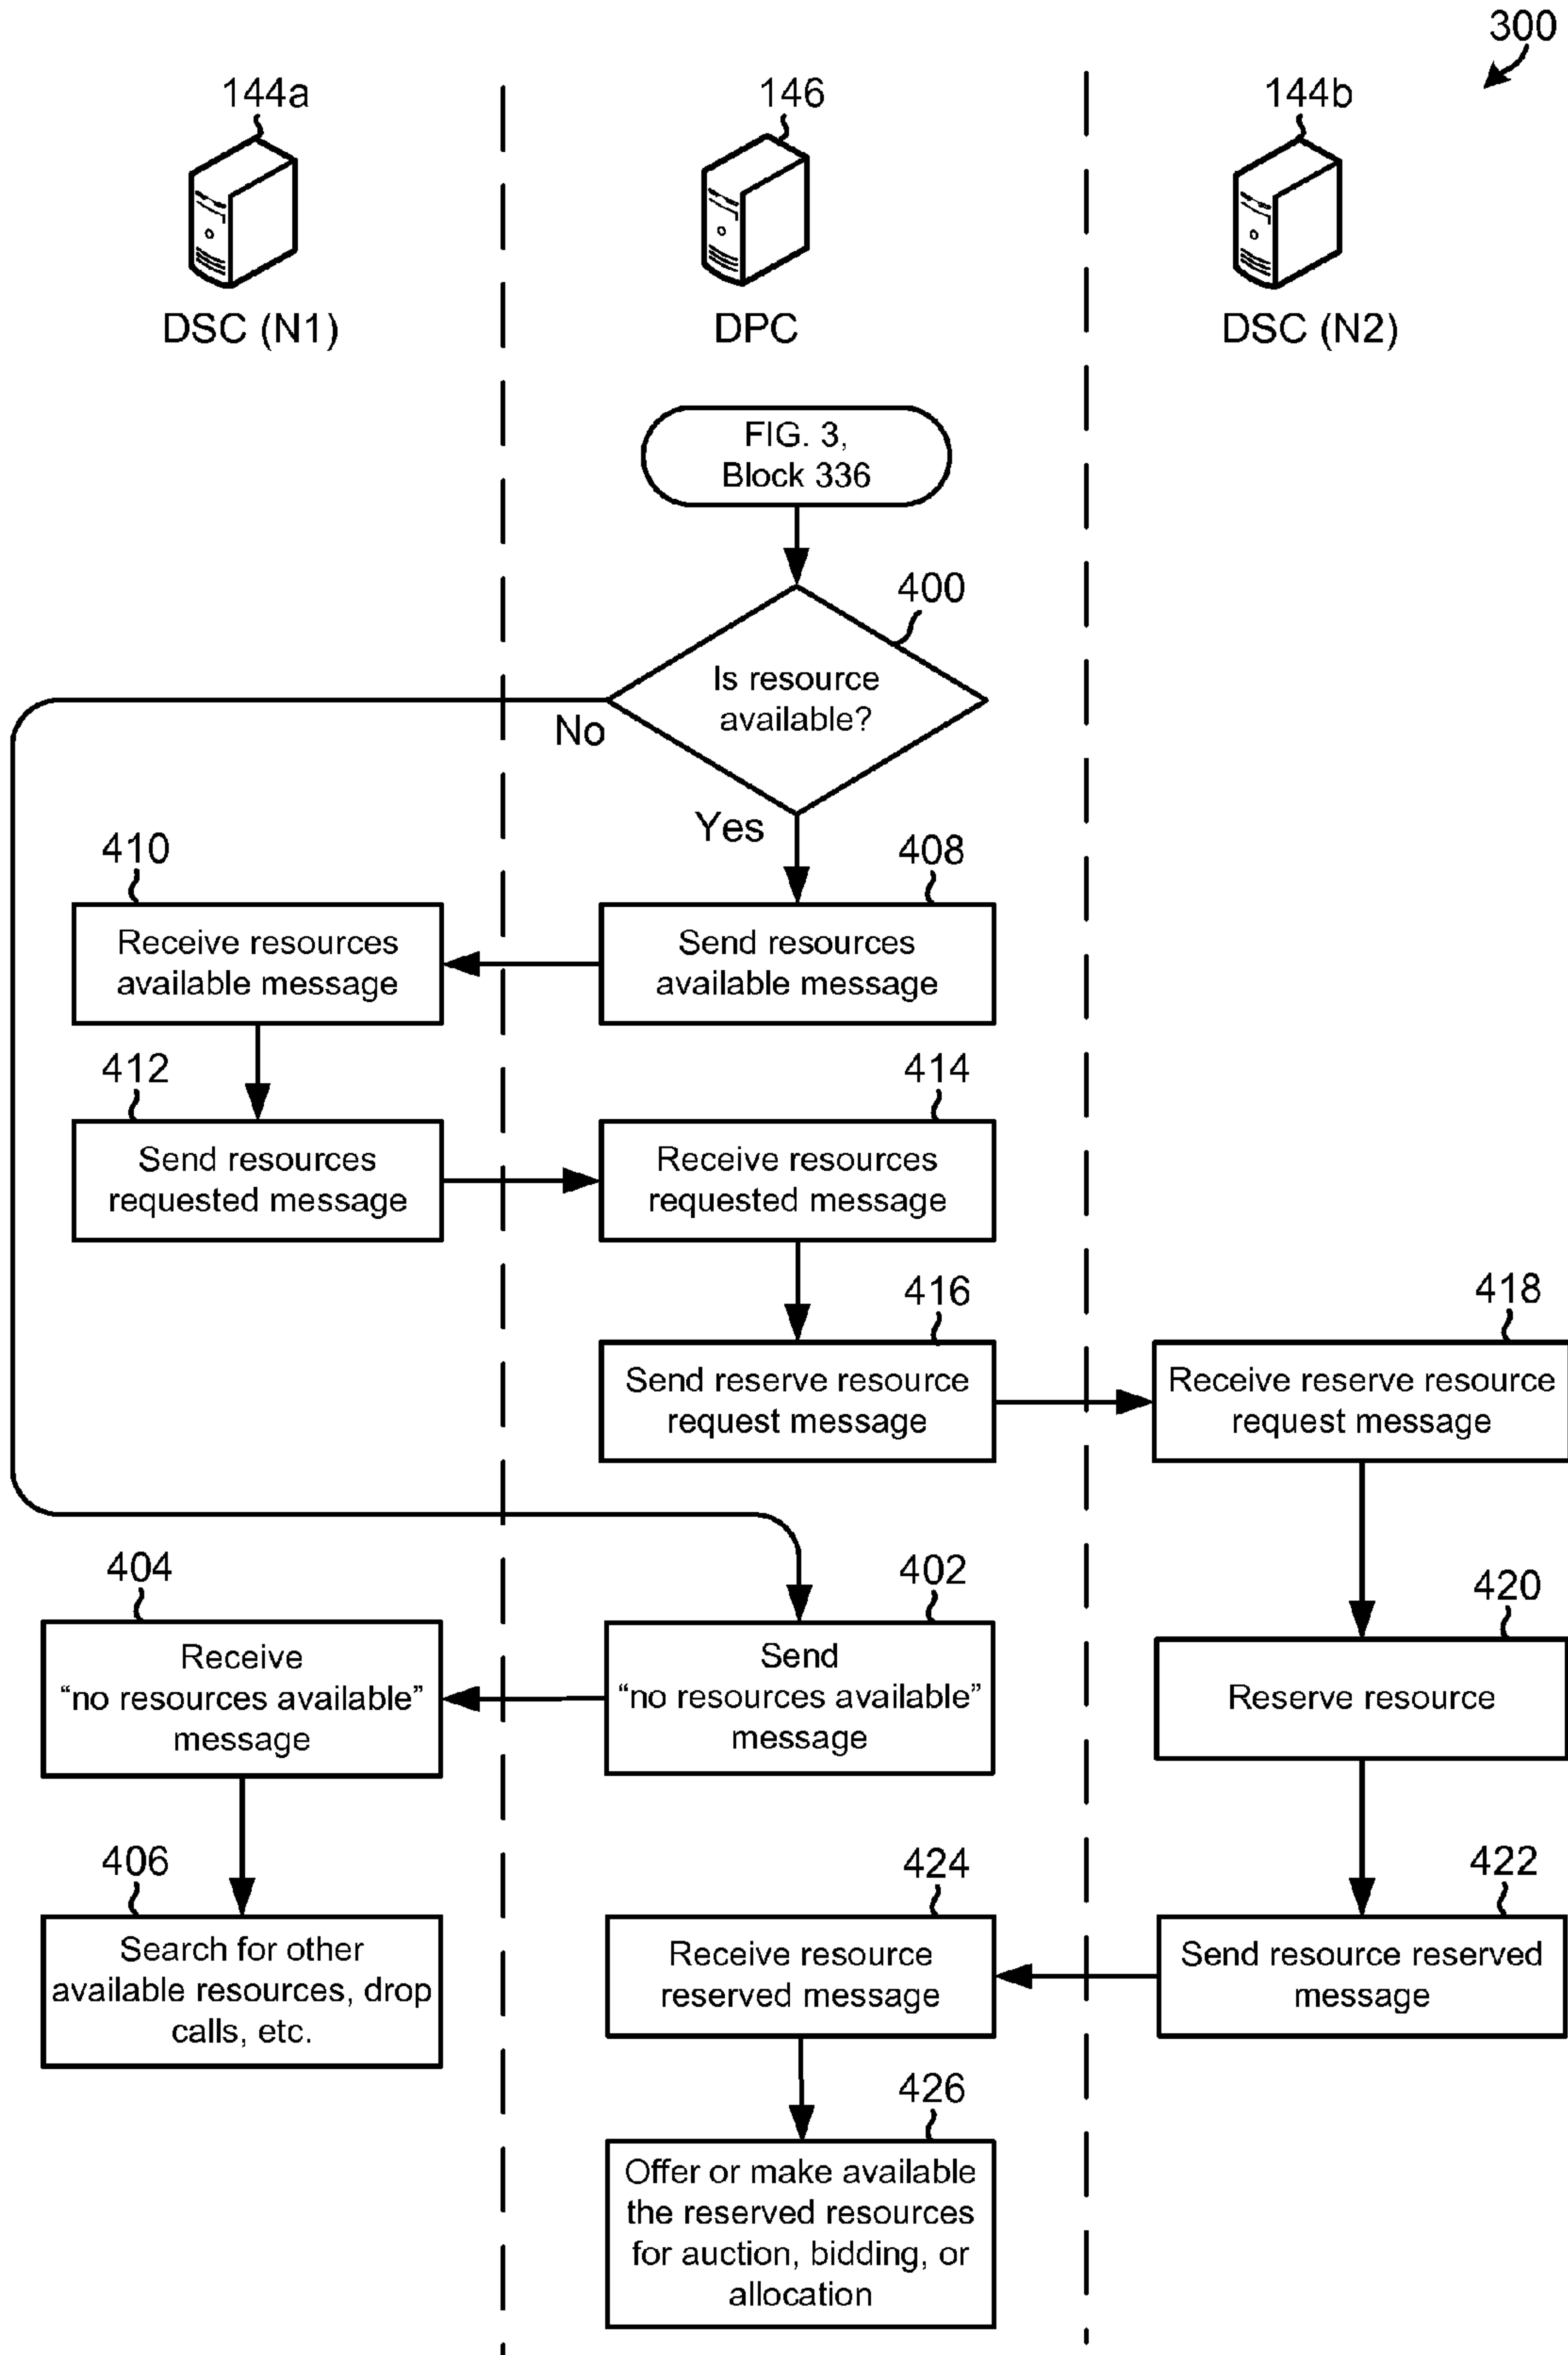 300
144a
146
144b
DSC (N1)
DPC
DSC (N2)
FIG. 3,
Block 336
400
Is resource
available?
No
Yes
410
408
Receive resources
available message
Send resources
available message
412
414
Send resources
requested message
Receive resources
requested message
416
418
Send reserve resource
request message
Receive reserve resource
request message
404
402
420
Receive
“no resources available”
message
Send
“no resources available”
message
Reserve resource
406
424
422
Search for other
available resources, drop
calls, etc.
Receive resource
reserved message
Send resource reserved
message
426
Offer or make available
the reserved resources
for auction, bidding, or
allocation